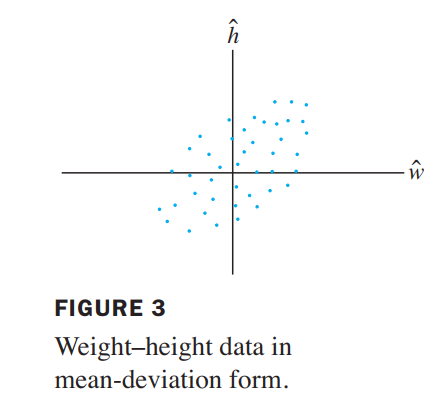 ĥ
ŵ
FIGURE 3
Weight–height data in
mean-deviation form.